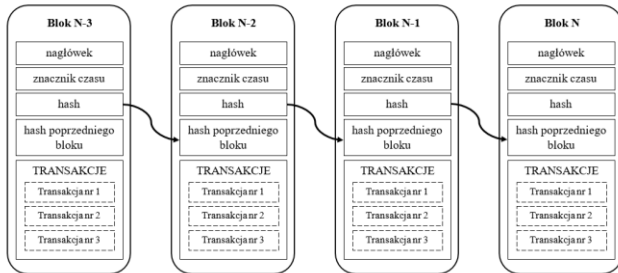 Blok N-3
nagłówek
znacznik czasu
hash
hash poprzedniego
bloku
TRANSAKCJE
Transakcja nr 1
Transakcja nr 2
Transakcja nr 3
Blok N-2
nagłówek
znacznik czasu
hash
hash poprzedniego
bloku
TRANSAKCJE
Transakcja nr 1
Transakcja nr 2
Transakcja nr 3
Blok N-1
nagłówek
znacznik czasu
hash
hash poprzedniego
bloku
TRANSAKCJE
Transakcja nr 1
Transakcja nr 2
Transakcja nr 3
Blok N
nagłówek
znacznik czasu
hash
hash poprzedniego
bloku
TRANSAKCJE
Transakcja nr 1
Transakcja nr 2
Transakcja nr 3